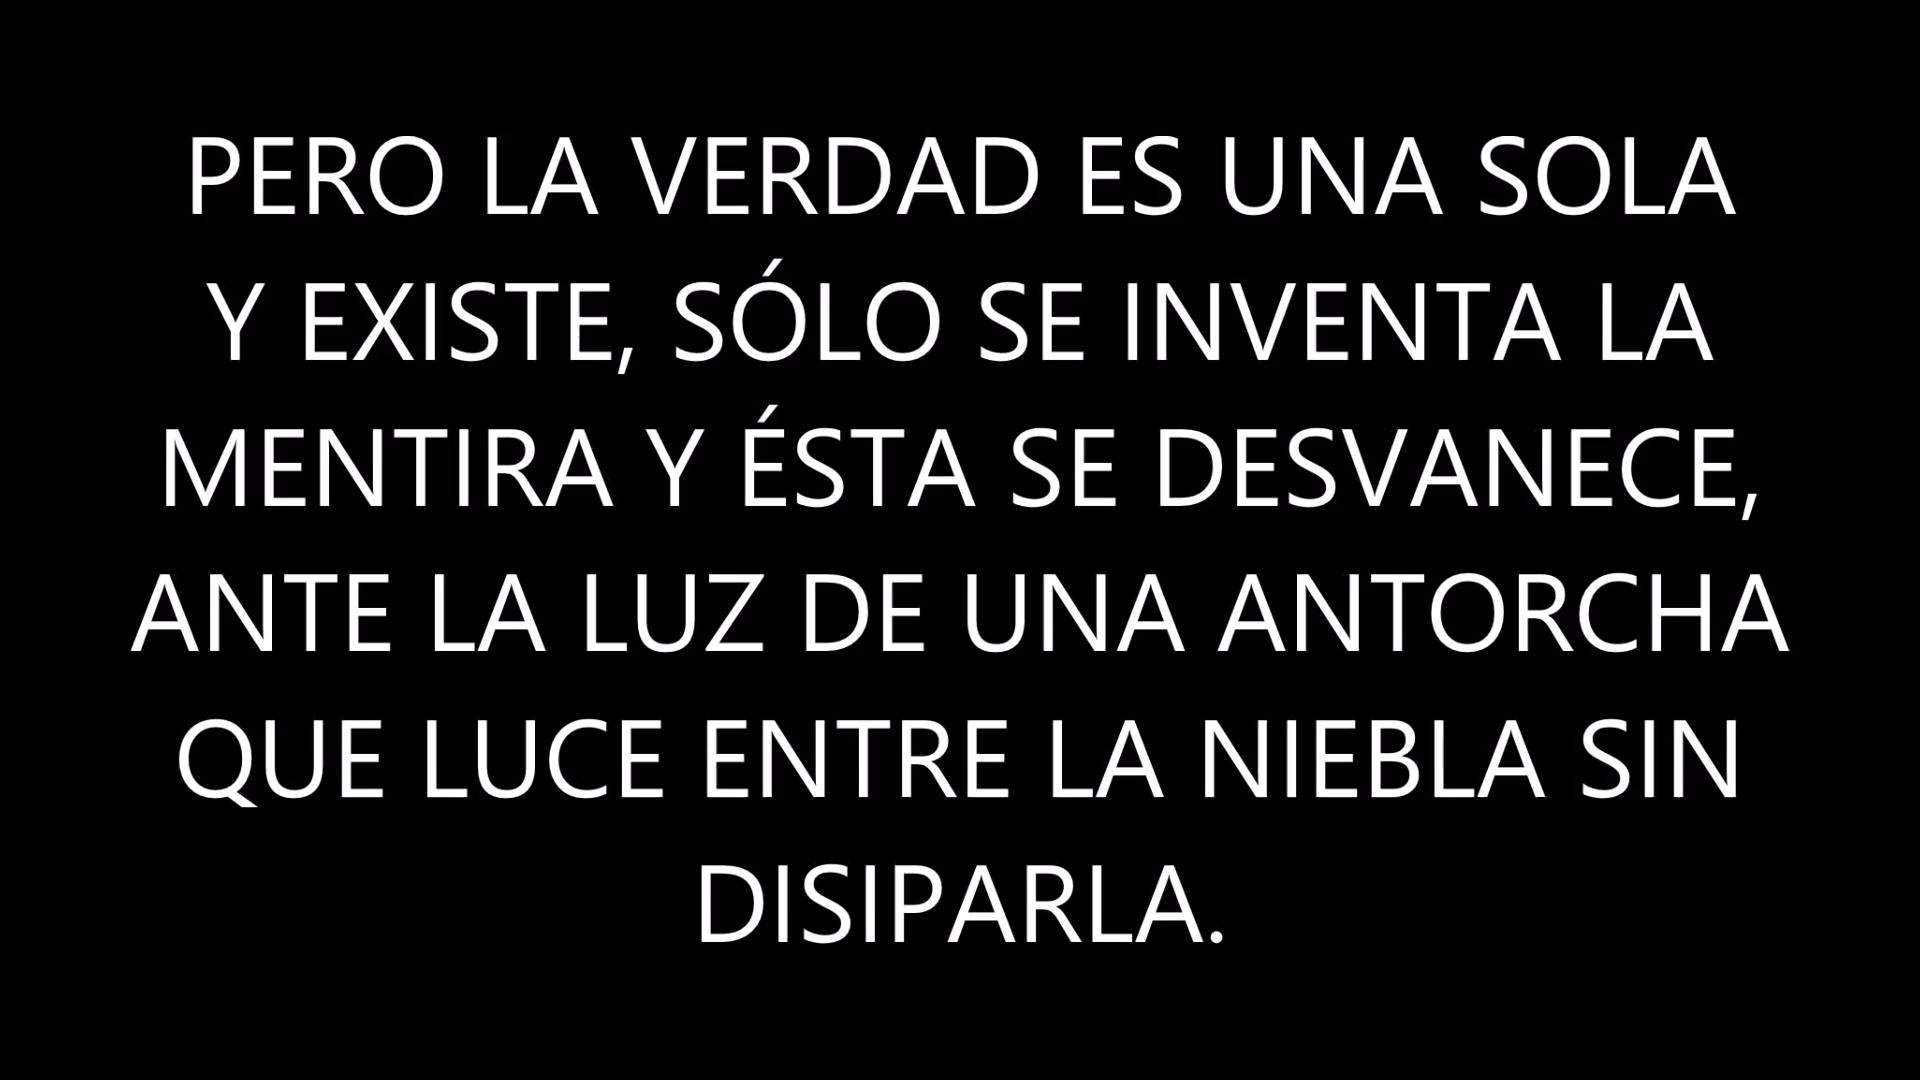 PERO LA VERDAD ES UNA SOLA
Y EXISTE, SÓLO SE INVENTA LA
MENTIRA Y ÉSTA SE DESVANECE,
ANTE LA LUZ DE UNA ANTORCHA
QUE LUCE ENTRE LA NIEBLA SIN
DISIPARLA.